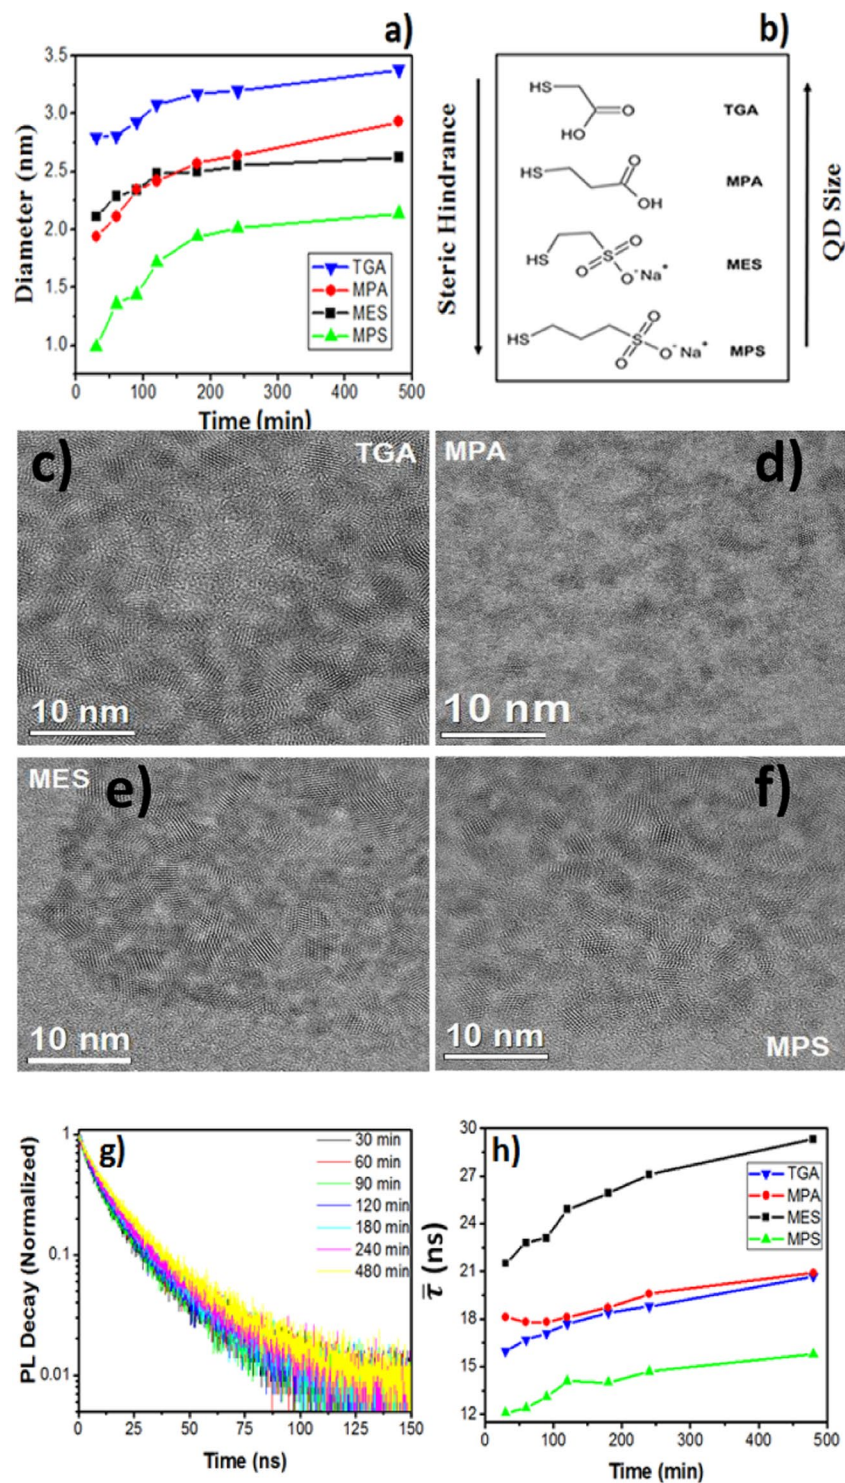 a)
Diameter (nm)
3.5
3.0
2.5
2.0
1.5
1.0
TGA
MPA
MES
MPS
0
100
200
300
400
500
Time (min)
b)
Steric Hindrance
HS
O
HO
TGA
HS
O
OH
MPA
HS
O
S
O
O⁻Na⁺
MES
HS
O
S
O
O⁻Na⁺
MPS
QD Size
c)
TGA
10 nm
MPA
d)
10 nm
MES
e)
10 nm
f)
10 nm
MPS
g)
PL Decay (Normalized)
1
0.1
0.01
30 min
60 min
90 min
120 min
180 min
240 min
480 min
0
25
50
75
100
125
150
Time (ns)
h)
τ̅ (ns)
30
27
24
21
18
15
12
TGA
MPA
MES
MPS
0
100
200
300
400
500
Time (min)